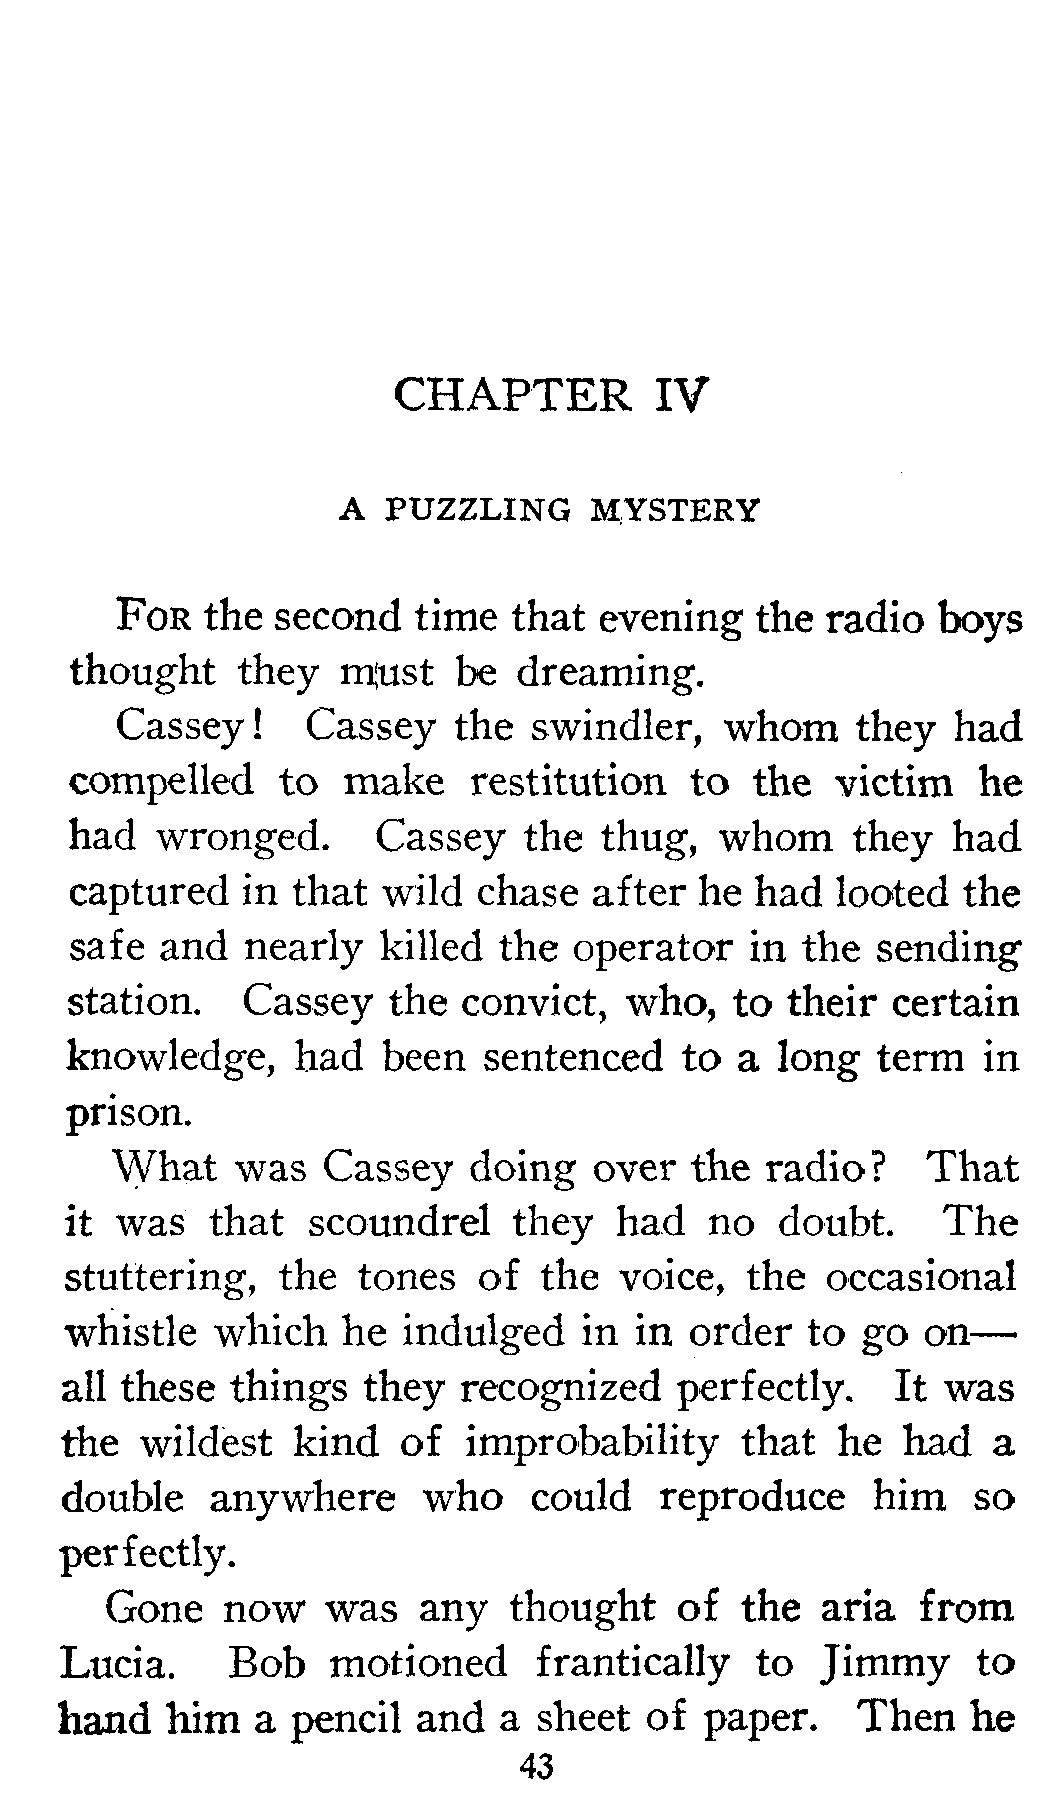 CHAPTER IV
A PUZZLING MYSTERY
FOR the second time that evening the radio boys
thought they must be dreaming.
Cassey! Cassey the swindler, whom they had
compelled to make restitution to the victim he
had wronged. Cassey the thug, whom they had
captured in that wild chase after he had looted the
safe and nearly killed the operator in the sending
station. Cassey the convict, who, to their certain
knowledge, had been sentenced to a long term in
prison.
What was Cassey doing over the radio? That
it was that scoundrel they had no doubt. The
stuttering, the tones of the voice, the occasional
whistle which he indulged in in order to go on—
all these things they recognized perfectly. It was
the wildest kind of improbability that he had a
double anywhere who could reproduce him so
perfectly.
Gone now was any thought of the aria from
Lucia. Bob motioned frantically to Jimmy to
hand him a pencil and a sheet of paper. Then he
43